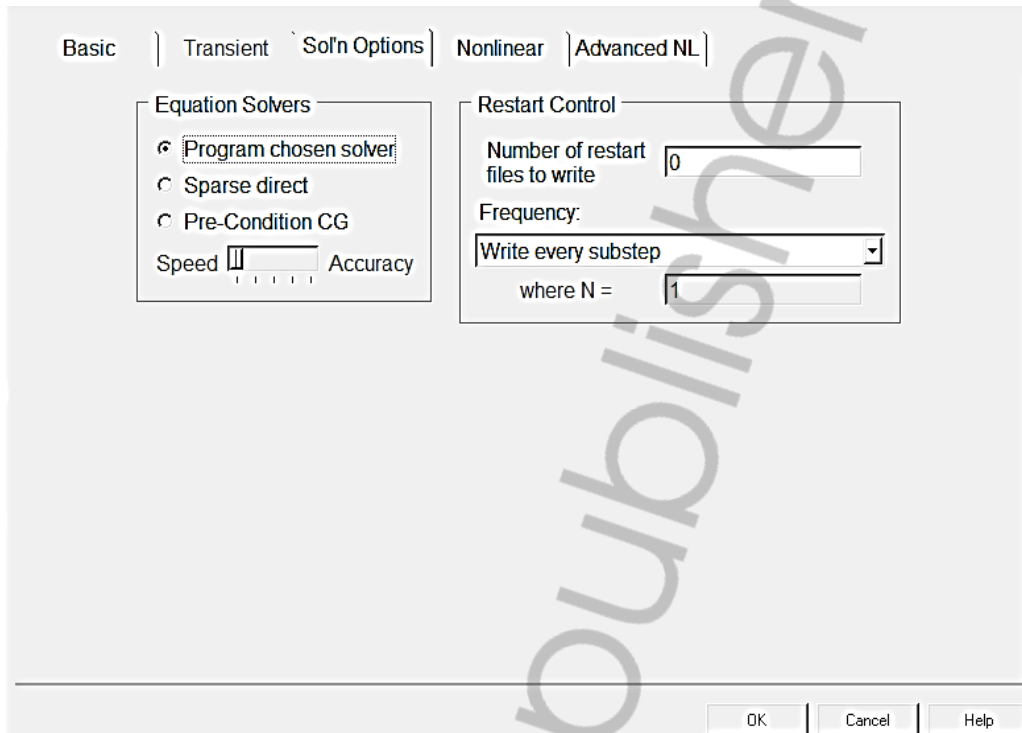 Basic Transient Sol'n Options Nonlinear Advanced NL
Equation Solvers
Program chosen solver
Sparse direct
Pre-Condition CG
Speed Accuracy
Restart Control
Number of restart
files to write
0
Frequency:
Write every substep
where N = 1
OK Cancel Help
publisher